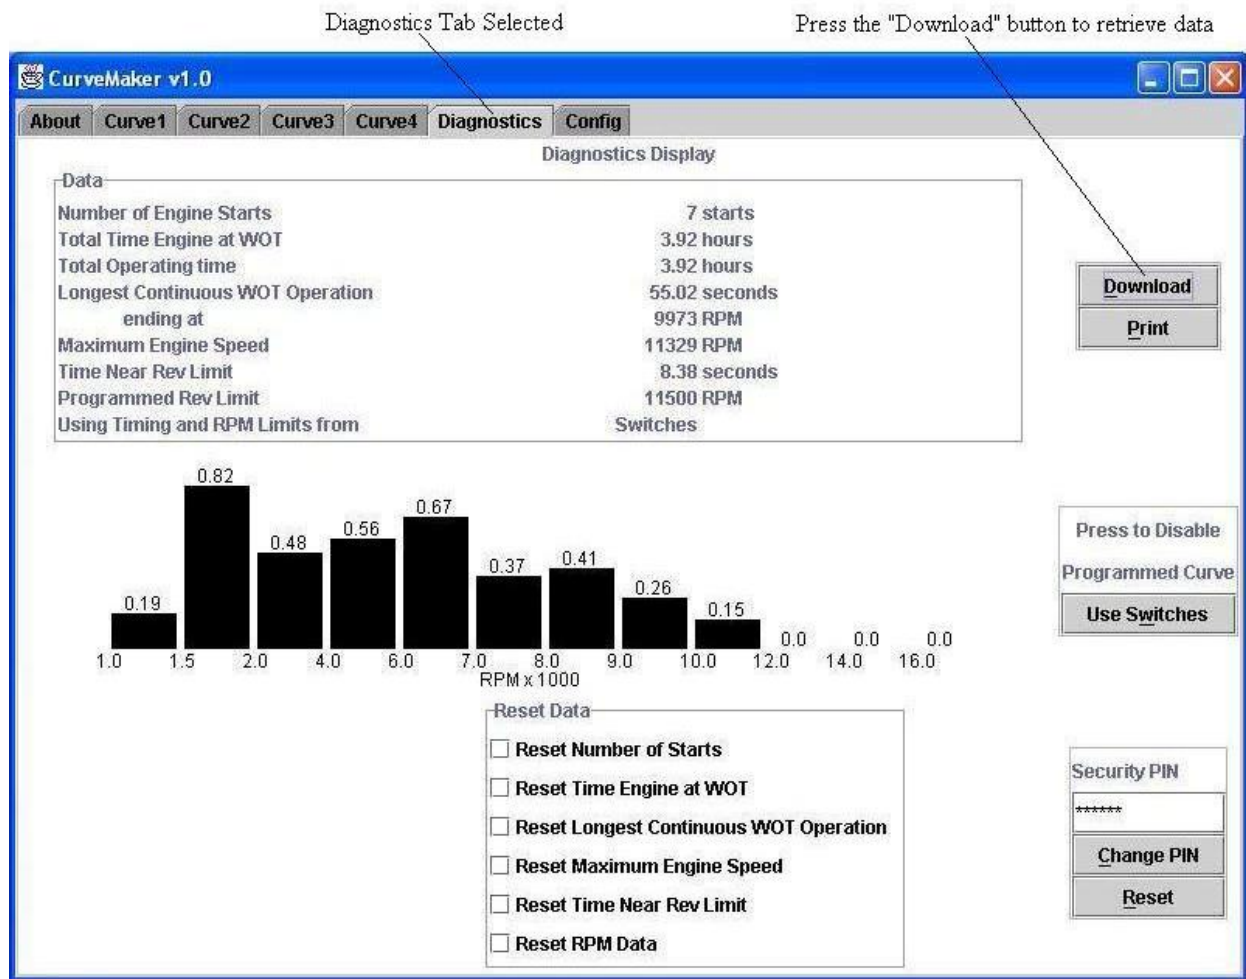 Diagnostics Tab Selected
Press the "Download" button to retrieve data
CurveMaker v1.0
About Curve1 Curve2 Curve3 Curve4 Diagnostics Config
Diagnostics Display
Data
Number of Engine Starts 7 starts
Total Time Engine at WOT 3.92 hours
Total Operating time 3.92 hours
Longest Continuous WOT Operation 55.02 seconds
ending at 9973 RPM
Maximum Engine Speed 11329 RPM
Time Near Rev Limit 8.38 seconds
Programmed Rev Limit 11500 RPM
Using Timing and RPM Limits from Switches
Download
Print
0.19 0.82 0.48 0.56 0.67 0.37 0.41 0.26 0.15 0.0 0.0 0.0
1.0 1.5 2.0 4.0 6.0 7.0 8.0 9.0 10.0 12.0 14.0 16.0
RPM x 1000
Press to Disable
Programmed Curve
Use Switches
Reset Data
Reset Number of Starts
Reset Time Engine at WOT
Reset Longest Continuous WOT Operation
Reset Maximum Engine Speed
Reset Time Near Rev Limit
Reset RPM Data
Security PIN
******
Change PIN
Reset